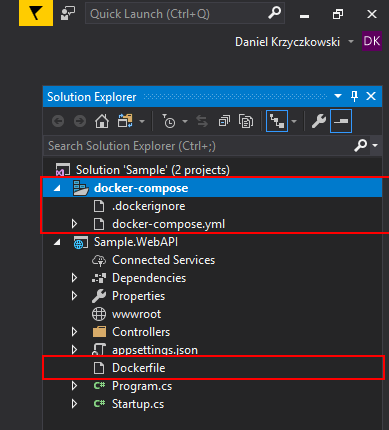 Quick Launch (Ctrl+Q)
Daniel Krzyczkowski DK
Solution Explorer
Search Solution Explorer (Ctrl+;)
Solution 'Sample' (2 projects)
docker-compose
.dockerignore
docker-compose.yml
Sample.WebAPI
Connected Services
Dependencies
Properties
wwwroot
Controllers
appsettings.json
Dockerfile
C# Program.cs
C# Startup.cs